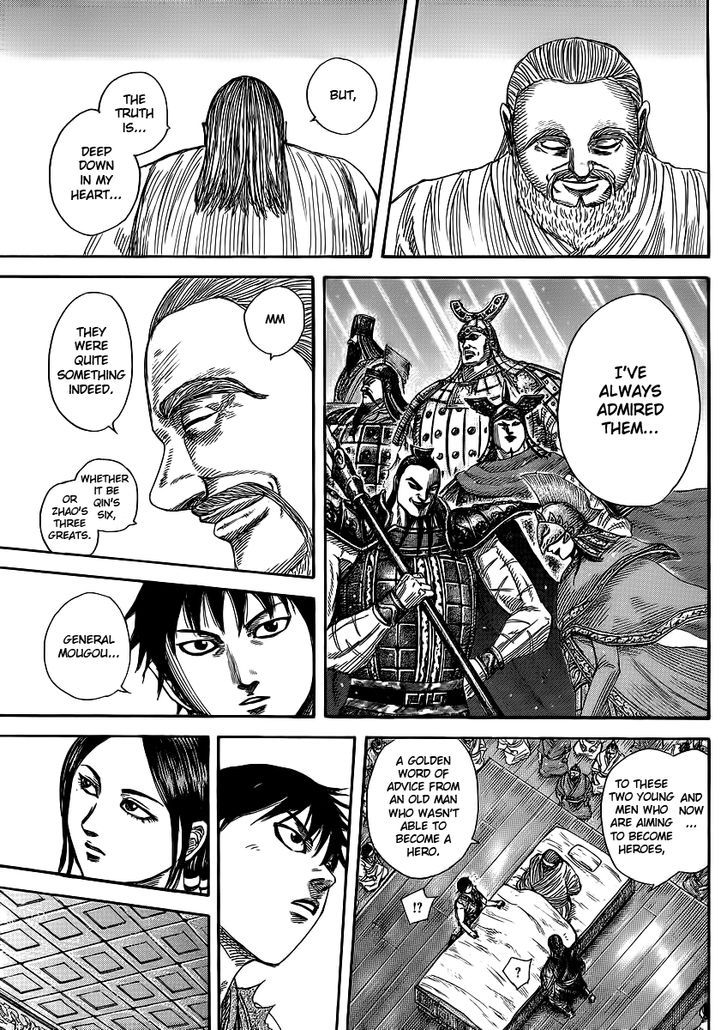 BUT,
THE
TRUTH
IS...
DEEP
DOWN
IN MY
HEART...
I'VE
ALWAYS
ADMIRED
THEM...
MM
THEY
WERE
QUITE
SOMETHING
INDEED.
WHETHER
IT BE
QIN'S
SIX,
OR
ZHAO'S
THREE
GREATS.
GENERAL
MOUGOU...
AND
NOW
...
TO THESE
TWO YOUNG
MEN WHO
ARE AIMING
TO BECOME
HEROES,
A GOLDEN
WORD OF
ADVICE FROM
AN OLD MAN
WHO WASN'T
ABLE TO
BECOME A
HERO.
!?
?